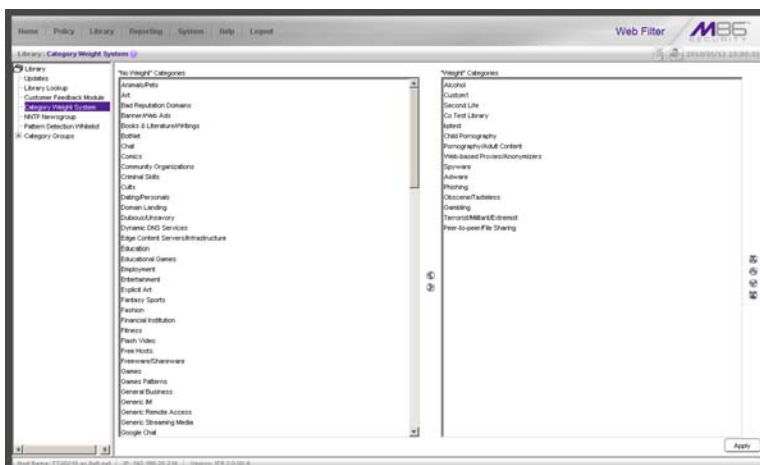 Home Policy Library Reporting System Help Logout
Web Filter
M86 SECURITY
Library: Category Weight System
Library
Updates
Library Lookup
Customer Feedback Module
Category Weight System
NNTP Newsgroup
Pattern Detection Whitelist
Category Groups
"No Weight" Categories
Animals/Pets
Art
Bad Reputation Domains
Banner/Web Ads
Books & Literature/Writings
BotNet
Chat
Comics
Community Organizations
Criminal Skills
Cults
Dating/Personals
Domain Landing
Dubious/Unsavory
Dynamic DNS Services
Edge Content Servers/Infrastructure
Education
Educational Games
Employment
Entertainment
Explicit Art
Fantasy Sports
Fashion
Financial Institution
Fitness
Flash Video
Free Hosts
Freeware/Shareware
Games
Games Patterns
General Business
Generic IM
Generic Remote Access
Generic Streaming Media
Google Chat
"Weight" Categories
Alcohol
Custom1
Second Life
Co Test Library
kptest
Child Pornography
Pornography/Adult Content
Web-based Proxies/Anonymizers
Spyware
Adware
Phishing
Obscene/Tasteless
Gambling
Terrorist/Militant/Extremist
Peer-to-peer/File Sharing
Apply